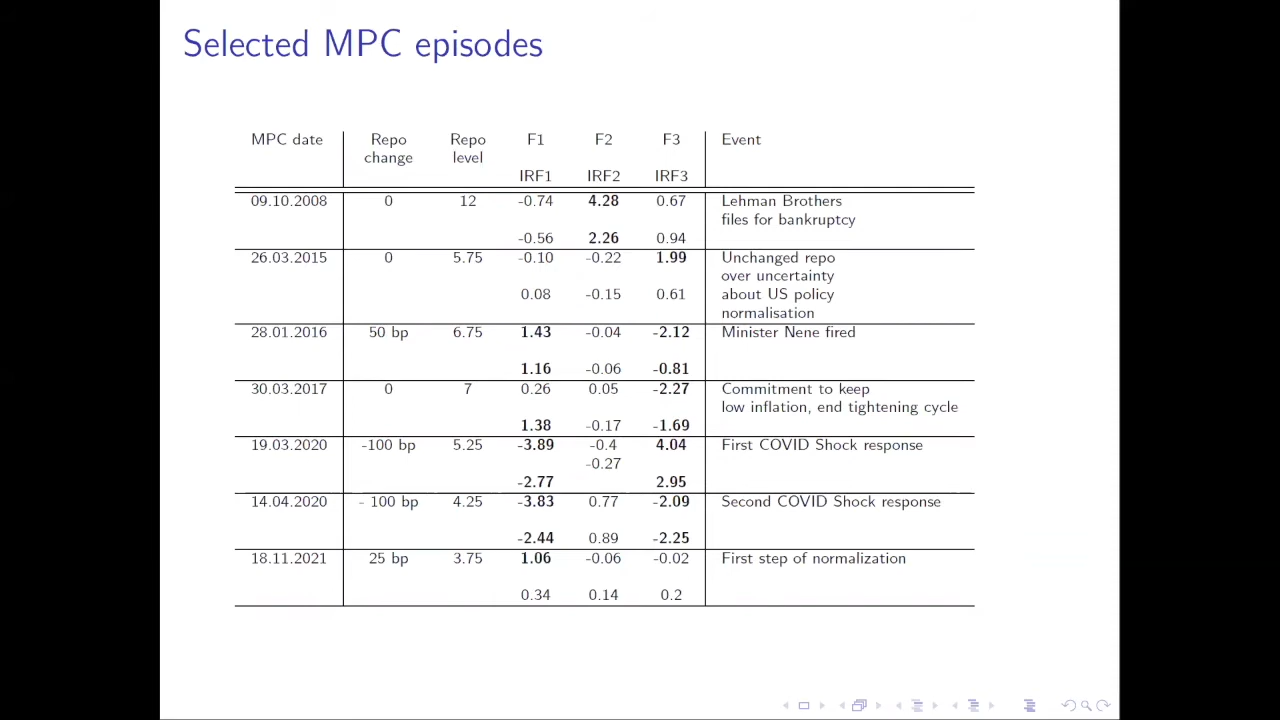 Selected MPC episodes
MPC date Repo Repo F1 F2 F3 Event
change level
IRF1 IRF2 IRF3
09.10.2008 0 12 -0.74 4.28 0.67 Lehman Brothers
files for bankruptcy
-0.56 2.26 0.94
26.03.2015 0 5.75 -0.10 -0.22 1.99 Unchanged repo
over uncertainty
0.08 -0.15 0.61 about US policy
normalisation
28.01.2016 50 bp 6.75 1.43 -0.04 -2.12 Minister Nene fired
1.16 -0.06 -0.81
30.03.2017 0 7 0.26 0.05 -2.27 Commitment to keep
low inflation, end tightening cycle
1.38 -0.17 -1.69
19.03.2020 -100 bp 5.25 -3.89 -0.4 4.04 First COVID Shock response
-0.27
-2.77 2.95
14.04.2020 - 100 bp 4.25 -3.83 0.77 -2.09 Second COVID Shock response
-2.44 0.89 -2.25
18.11.2021 25 bp 3.75 1.06 -0.06 -0.02 First step of normalization
0.34 0.14 0.2